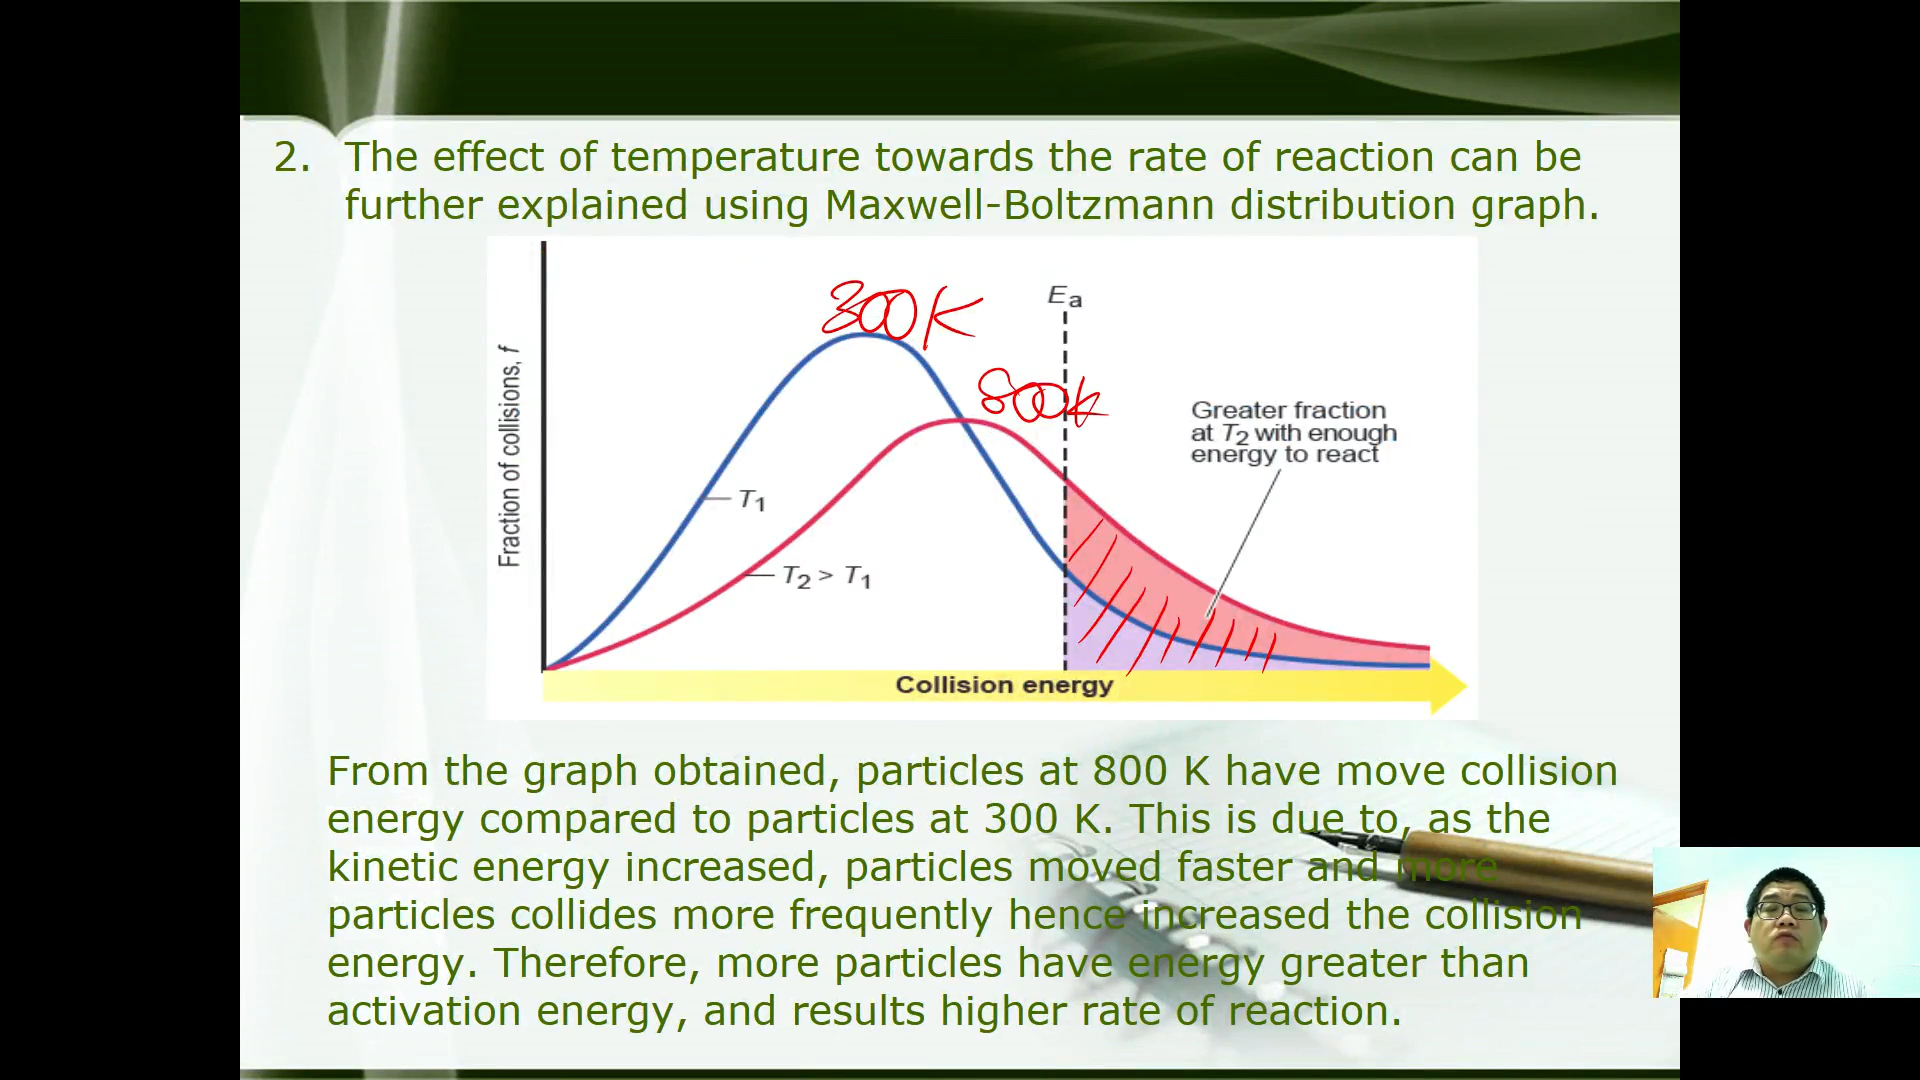 2. The effect of temperature towards the rate of reaction can be
further explained using Maxwell-Boltzmann distribution graph.
300K
Ea
800K
Fraction of collisions, f
Greater fraction
at T2 with enough
energy to react
T1
T2 > T1
Collision energy
From the graph obtained, particles at 800 K have move collision
energy compared to particles at 300 K. This is due to, as the
kinetic energy increased, particles moved faster and more
particles collides more frequently hence increased the collision
energy. Therefore, more particles have energy greater than
activation energy, and results higher rate of reaction.